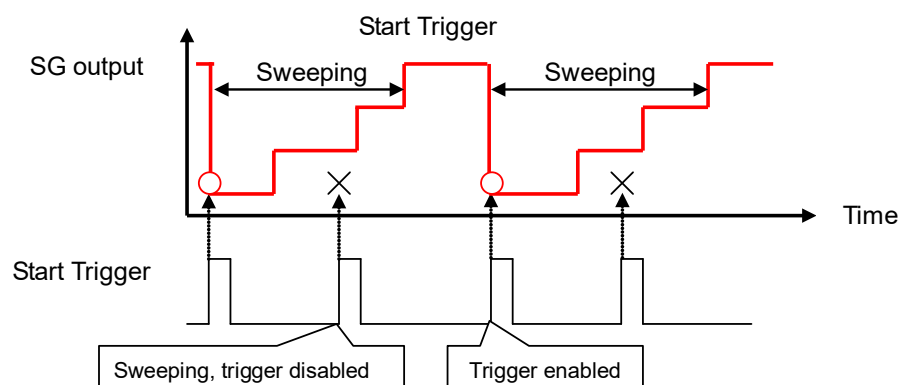 Start Trigger
SG output
Sweeping
Sweeping
Time
Start Trigger
Sweeping, trigger disabled
Trigger enabled